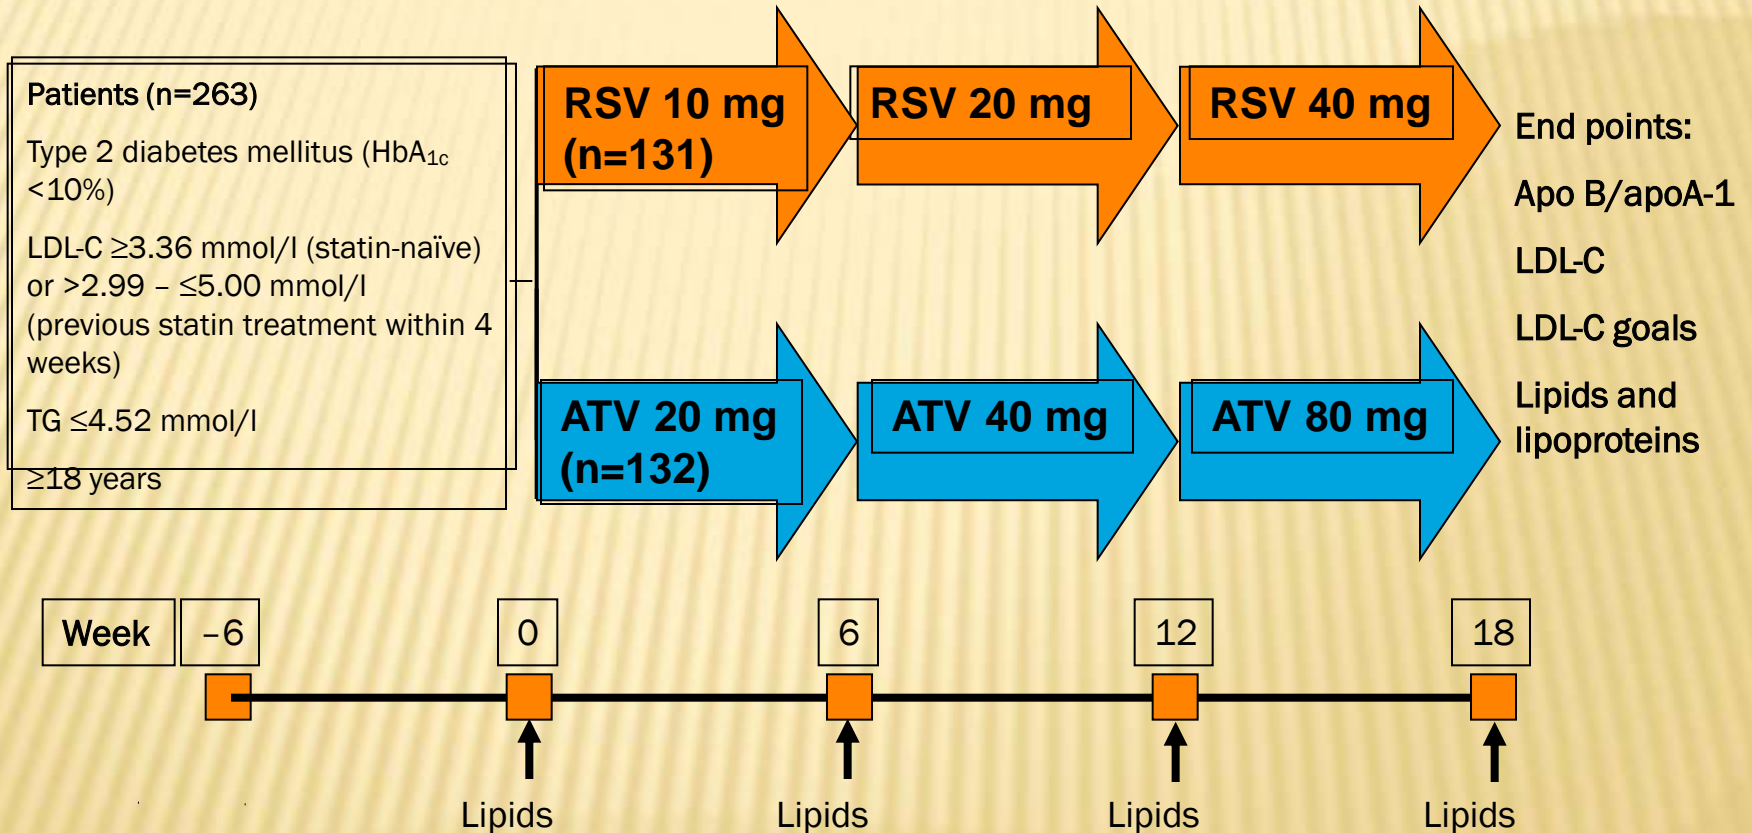 Patients (n=263)
Type 2 diabetes mellitus (HbA1c
<10%)
LDL-C ≥3.36 mmol/l (statin-naïve)
or >2.99 – ≤5.00 mmol/l
(previous statin treatment within 4
weeks)
TG ≤4.52 mmol/l
≥18 years
RSV 10 mg
(n=131)
RSV 20 mg
RSV 40 mg
ATV 20 mg
(n=132)
ATV 40 mg
ATV 80 mg
End points:
Apo B/apoA-1
LDL-C
LDL-C goals
Lipids and
lipoproteins
Week –6 0 6 12 18
Lipids Lipids Lipids Lipids